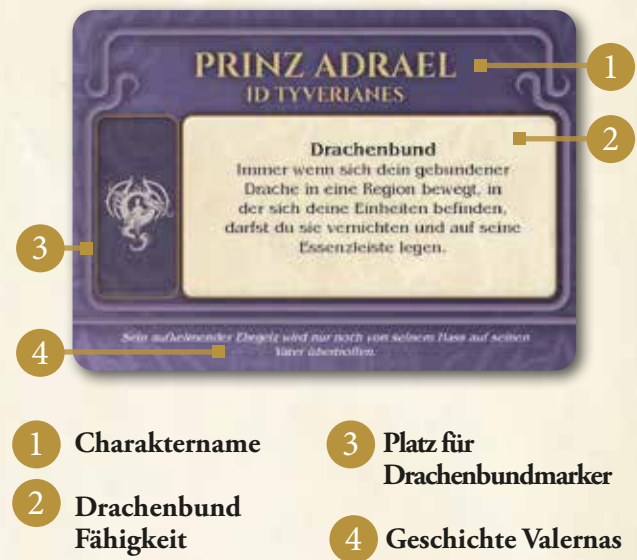 PRINZ ADRAEL
ID TYVERIANES
1
Drachenbund
Immer wenn sich dein gebundener
Drache in eine Region bewegt, in
der sich deine Einheiten befinden,
darfst du sie vernichten und auf seine
Essenzleiste legen.
2
3
Sein aufkeimender Ehrgeiz wird nur noch von seinem Hass auf seinen
Vater übertroffen.
4
1 Charaktername
2 Drachenbund
Fähigkeit
3 Platz für
Drachenbundmarker
4 Geschichte Valernas